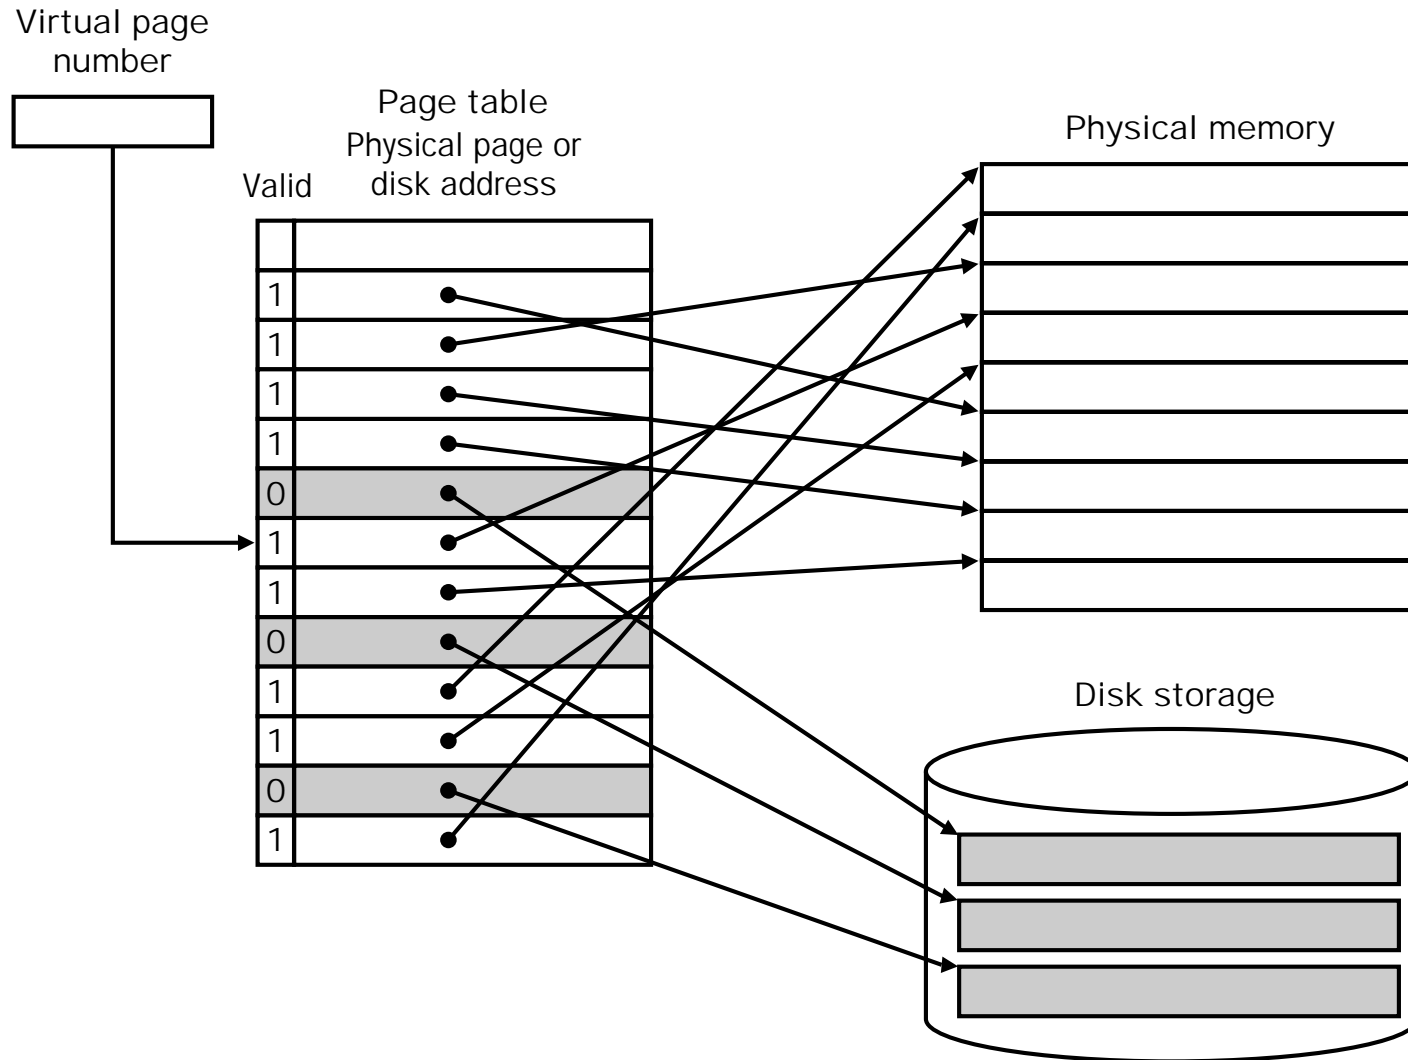 Virtual page
number
Page table
Physical page or
disk address
Valid
Physical memory
1
1
1
1
0
1
1
0
1
1
0
1
Disk storage